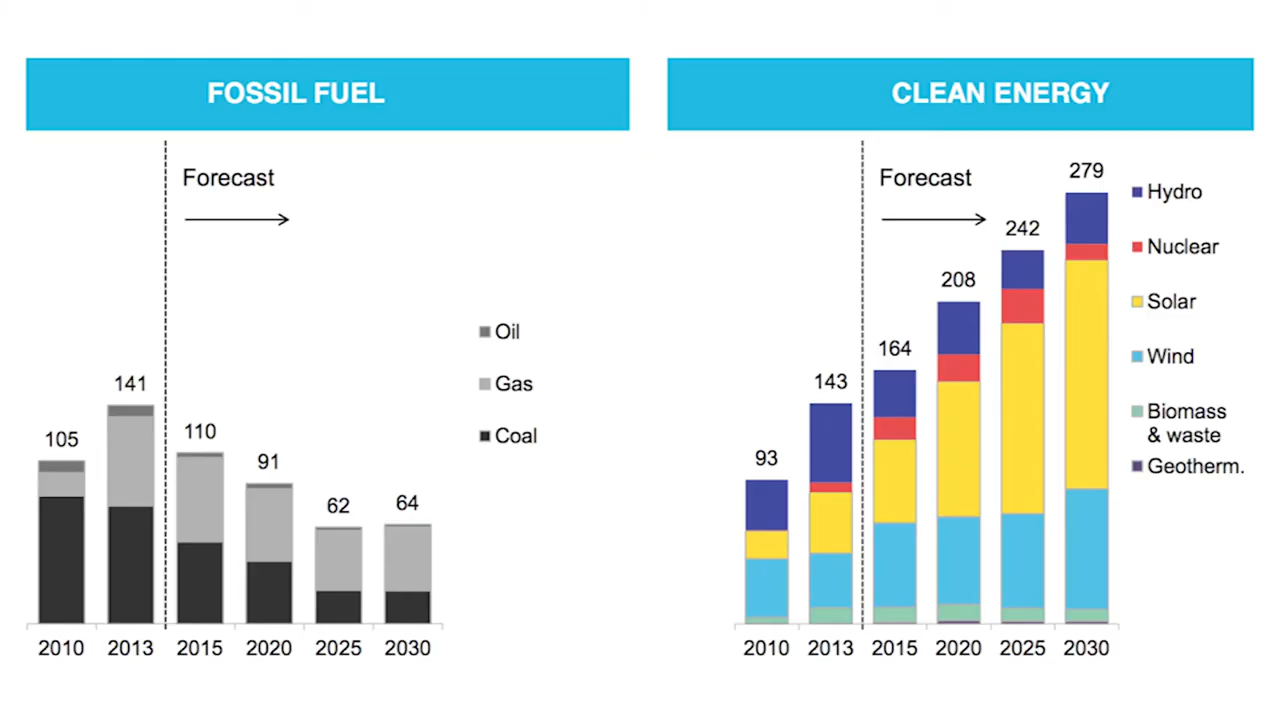 FOSSIL FUEL
Forecast
Oil
Gas
Coal
105
141
110
91
62
64
2010
2013
2015
2020
2025
2030
CLEAN ENERGY
Forecast
93
143
164
208
242
279
Hydro
Nuclear
Solar
Wind
Biomass
& waste
Geotherm.
2010
2013
2015
2020
2025
2030